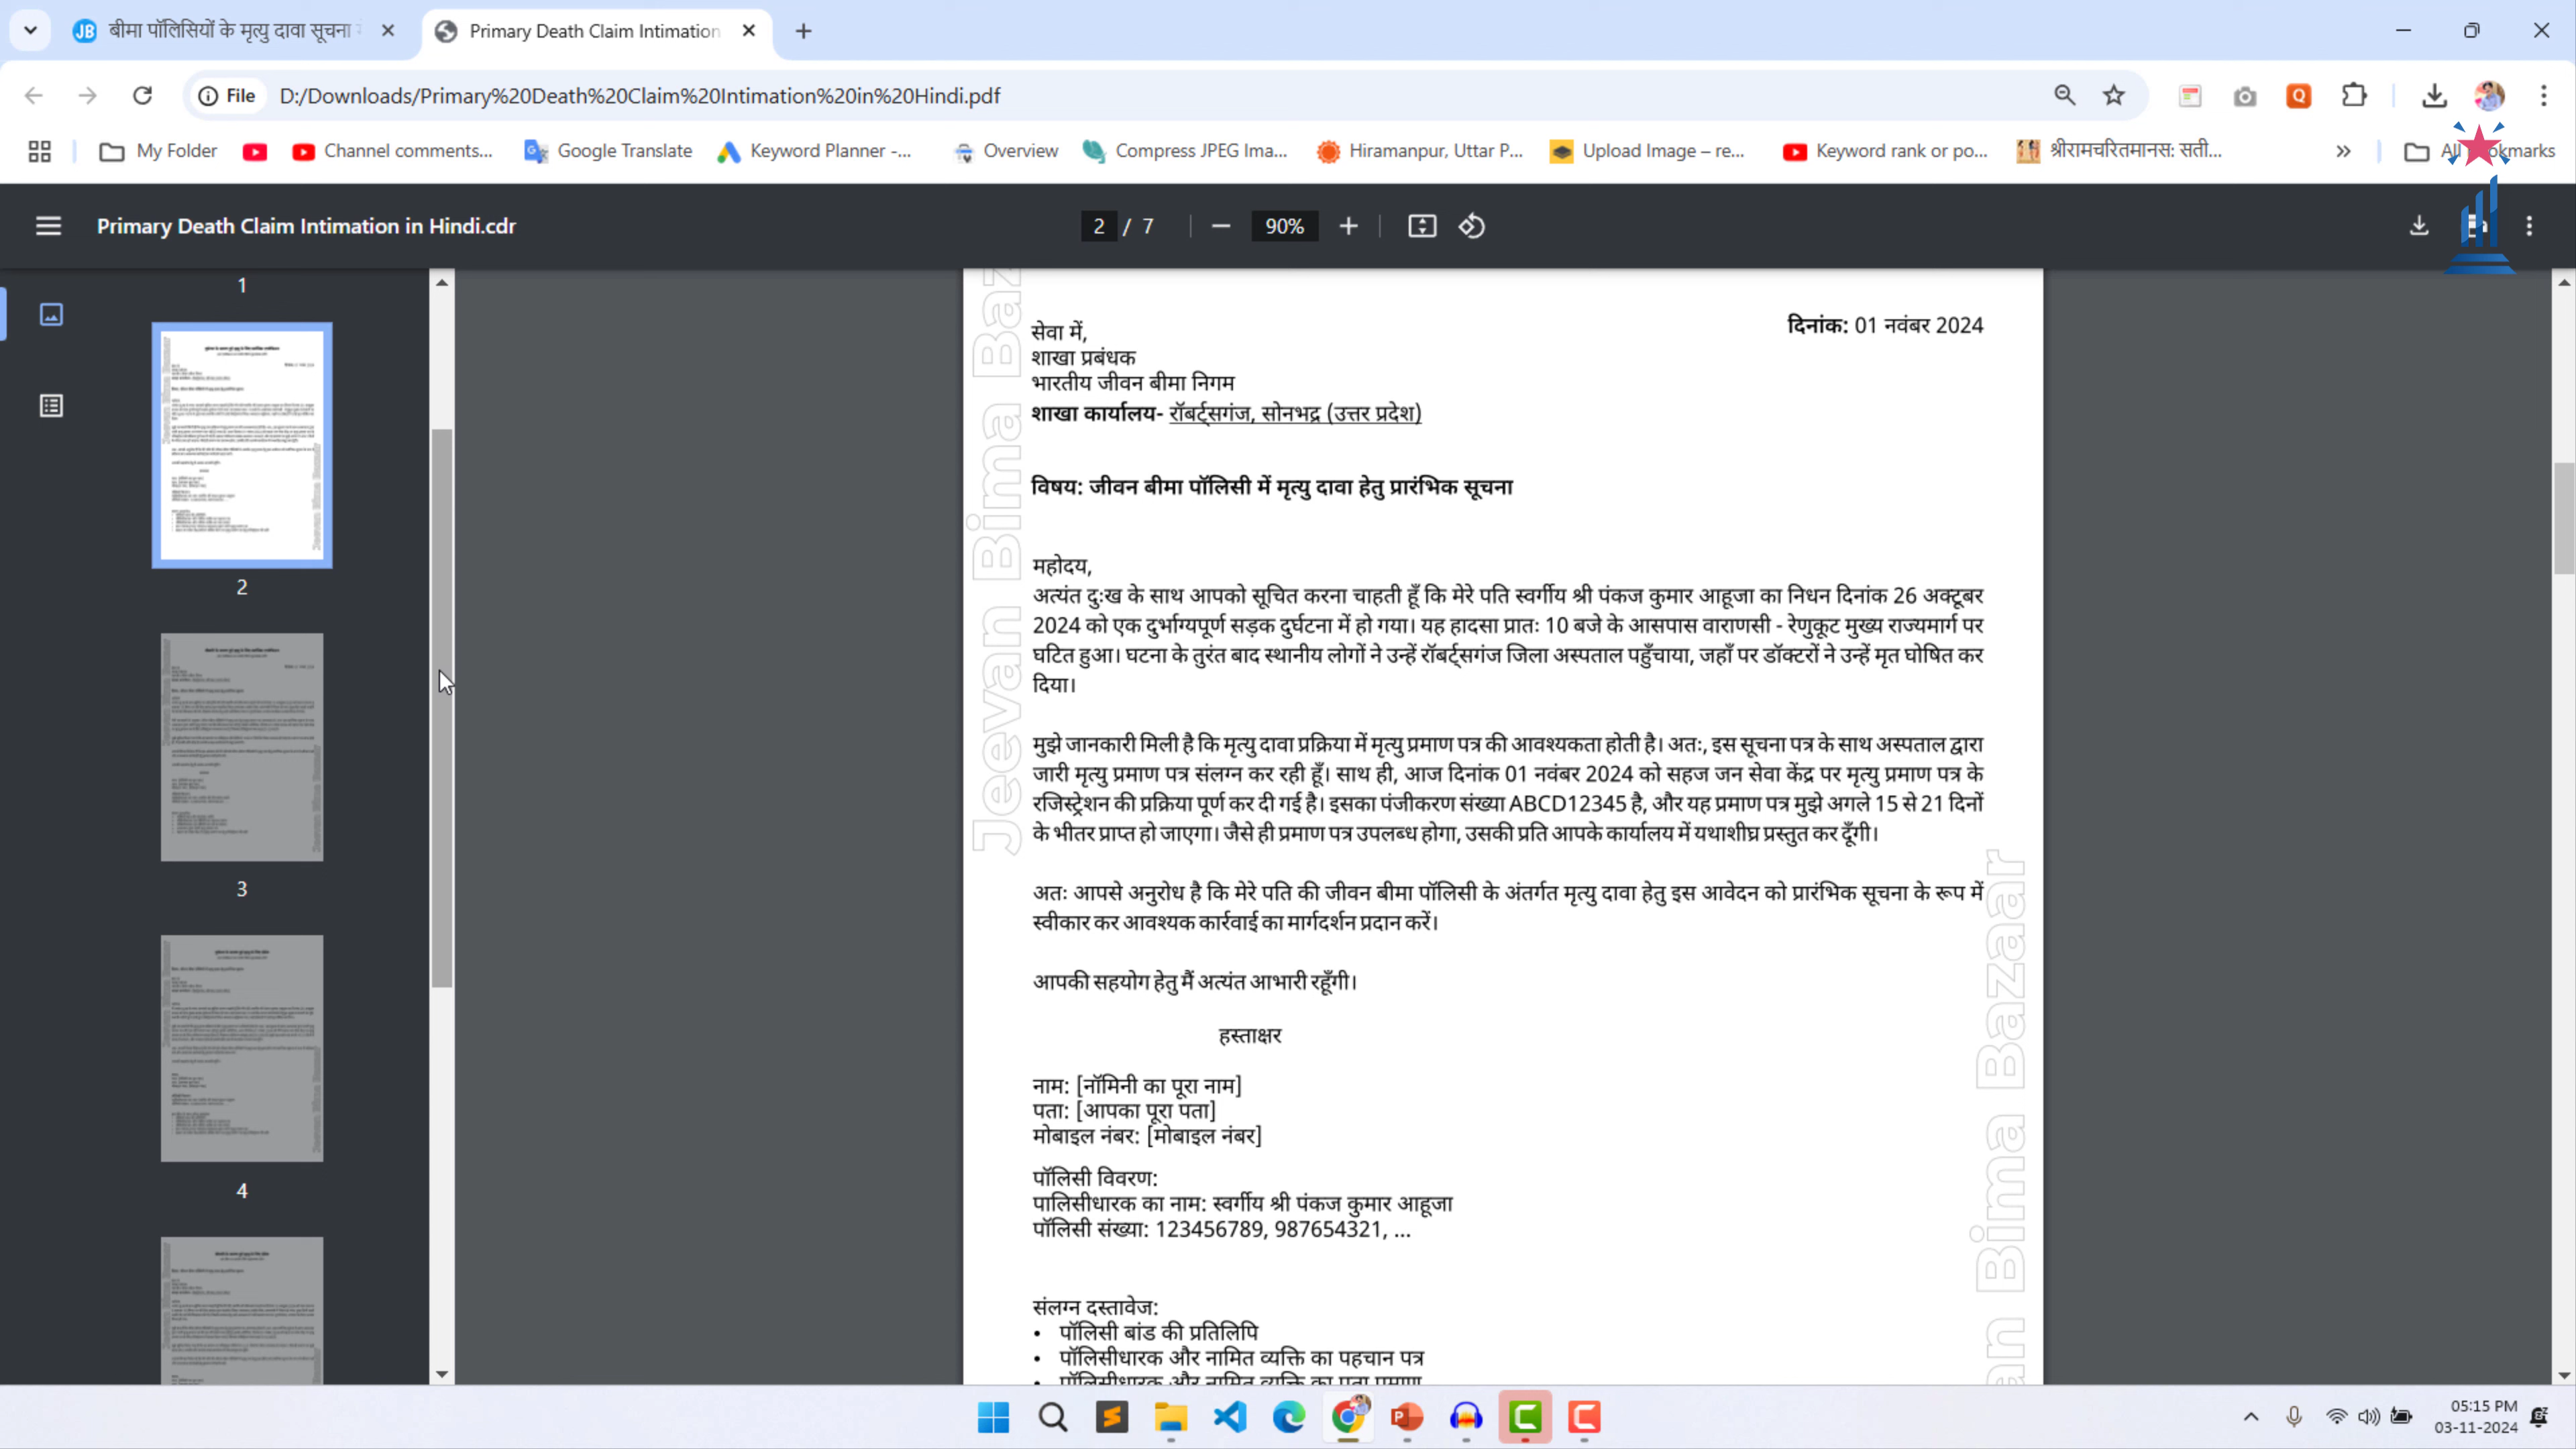 JB बीमा पॉलिसियों के मृत्यु दावा सूचना
Primary Death Claim Intimation
File D:/Downloads/Primary%20Death%20Claim%20Intimation%20in%20Hindi.pdf
My Folder Channel comments... Google Translate Keyword Planner -... Overview Compress JPEG Ima... Hiramanpur, Uttar P... Upload Image – re... Keyword rank or po... श्रीरामचरितमानस: सती... » All
Primary Death Claim Intimation in Hindi.cdr 2 / 7 90%
1
2
3
4
Jeevan Bima Baz
दिनांक: 01 नवंबर 2024
सेवा में,
शाखा प्रबंधक
भारतीय जीवन बीमा निगम
शाखा कार्यालय- रॉबर्ट्सगंज, सोनभद्र (उत्तर प्रदेश)
विषय: जीवन बीमा पॉलिसी में मृत्यु दावा हेतु प्रारंभिक सूचना
महोदय,
अत्यंत दुःख के साथ आपको सूचित करना चाहती हूँ कि मेरे पति स्वर्गीय श्री पंकज कुमार आहूजा का निधन दिनांक 26 अक्टूबर
2024 को एक दुर्भाग्यपूर्ण सड़क दुर्घटना में हो गया। यह हादसा प्रातः 10 बजे के आसपास वाराणसी - रेणुकूट मुख्य राज्यमार्ग पर
घटित हुआ। घटना के तुरंत बाद स्थानीय लोगों ने उन्हें रॉबर्ट्सगंज जिला अस्पताल पहुँचाया, जहाँ पर डॉक्टरों ने उन्हें मृत घोषित कर
दिया।
मुझे जानकारी मिली है कि मृत्यु दावा प्रक्रिया में मृत्यु प्रमाण पत्र की आवश्यकता होती है। अतः, इस सूचना पत्र के साथ अस्पताल द्वारा
जारी मृत्यु प्रमाण पत्र संलग्न कर रही हूँ। साथ ही, आज दिनांक 01 नवंबर 2024 को सहज जन सेवा केंद्र पर मृत्यु प्रमाण पत्र के
रजिस्ट्रेशन की प्रक्रिया पूर्ण कर दी गई है। इसका पंजीकरण संख्या ABCD12345 है, और यह प्रमाण पत्र मुझे अगले 15 से 21 दिनों
के भीतर प्राप्त हो जाएगा। जैसे ही प्रमाण पत्र उपलब्ध होगा, उसकी प्रति आपके कार्यालय में यथाशीघ्र प्रस्तुत कर दूँगी।
अतः आपसे अनुरोध है कि मेरे पति की जीवन बीमा पॉलिसी के अंतर्गत मृत्यु दावा हेतु इस आवेदन को प्रारंभिक सूचना के रूप में
स्वीकार कर आवश्यक कार्रवाई का मार्गदर्शन प्रदान करें।
आपकी सहयोग हेतु मैं अत्यंत आभारी रहूँगी।
हस्ताक्षर
नाम: [नॉमिनी का पूरा नाम]
पता: [आपका पूरा पता]
मोबाइल नंबर: [मोबाइल नंबर]
पॉलिसी विवरण:
पालिसीधारक का नाम: स्वर्गीय श्री पंकज कुमार आहूजा
पॉलिसी संख्या: 123456789, 987654321, ...
संलग्न दस्तावेज:
• पॉलिसी बांड की प्रतिलिपि
• पॉलिसीधारक और नामित व्यक्ति का पहचान पत्र
• पॉलिसीधारक और नामित व्यक्ति का पता प्रमाण
an Bima Bazaar
05:15 PM
03-11-2024